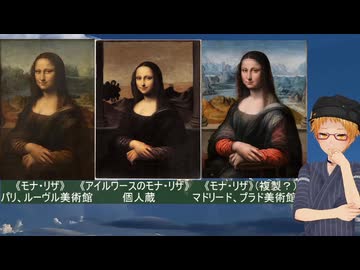 《モナ・リザ》
パリ、ルーヴル美術館
《アイルワースのモナ・リザ》
個人蔵
《モナ・リザ》(複製?)
マドリード、プラド美術館